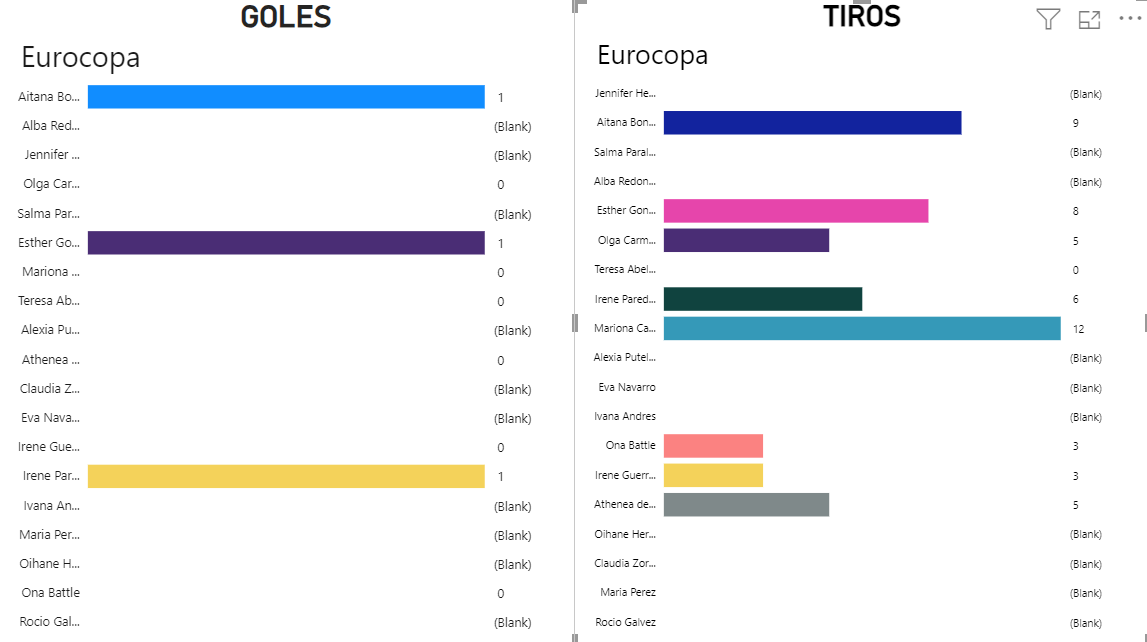 GOLES
Eurocopa
Aitana Bo... 1
Alba Red... (Blank)
Jennifer ... (Blank)
Olga Car... 0
Salma Par... (Blank)
Esther Go... 1
Mariona ... 0
Teresa Ab... 0
Alexia Pu... (Blank)
Athenea ... 0
Claudia Z... (Blank)
Eva Nava... (Blank)
Irene Gue... 0
Irene Par... 1
Ivana An... (Blank)
Maria Per... (Blank)
Oihane H... (Blank)
Ona Battle 0
Rocio Gal... (Blank)
TIROS
Eurocopa
Jennifer He... (Blank)
Aitana Bon... 9
Salma Paral... (Blank)
Alba Redon... (Blank)
Esther Gon... 8
Olga Carm... 5
Teresa Abel... 0
Irene Pared... 6
Mariona Ca... 12
Alexia Putel... (Blank)
Eva Navarro (Blank)
Ivana Andres (Blank)
Ona Battle 3
Irene Guerr... 3
Athenea de... 5
Oihane Her... (Blank)
Claudia Zor... (Blank)
Maria Perez (Blank)
Rocio Galvez (Blank)